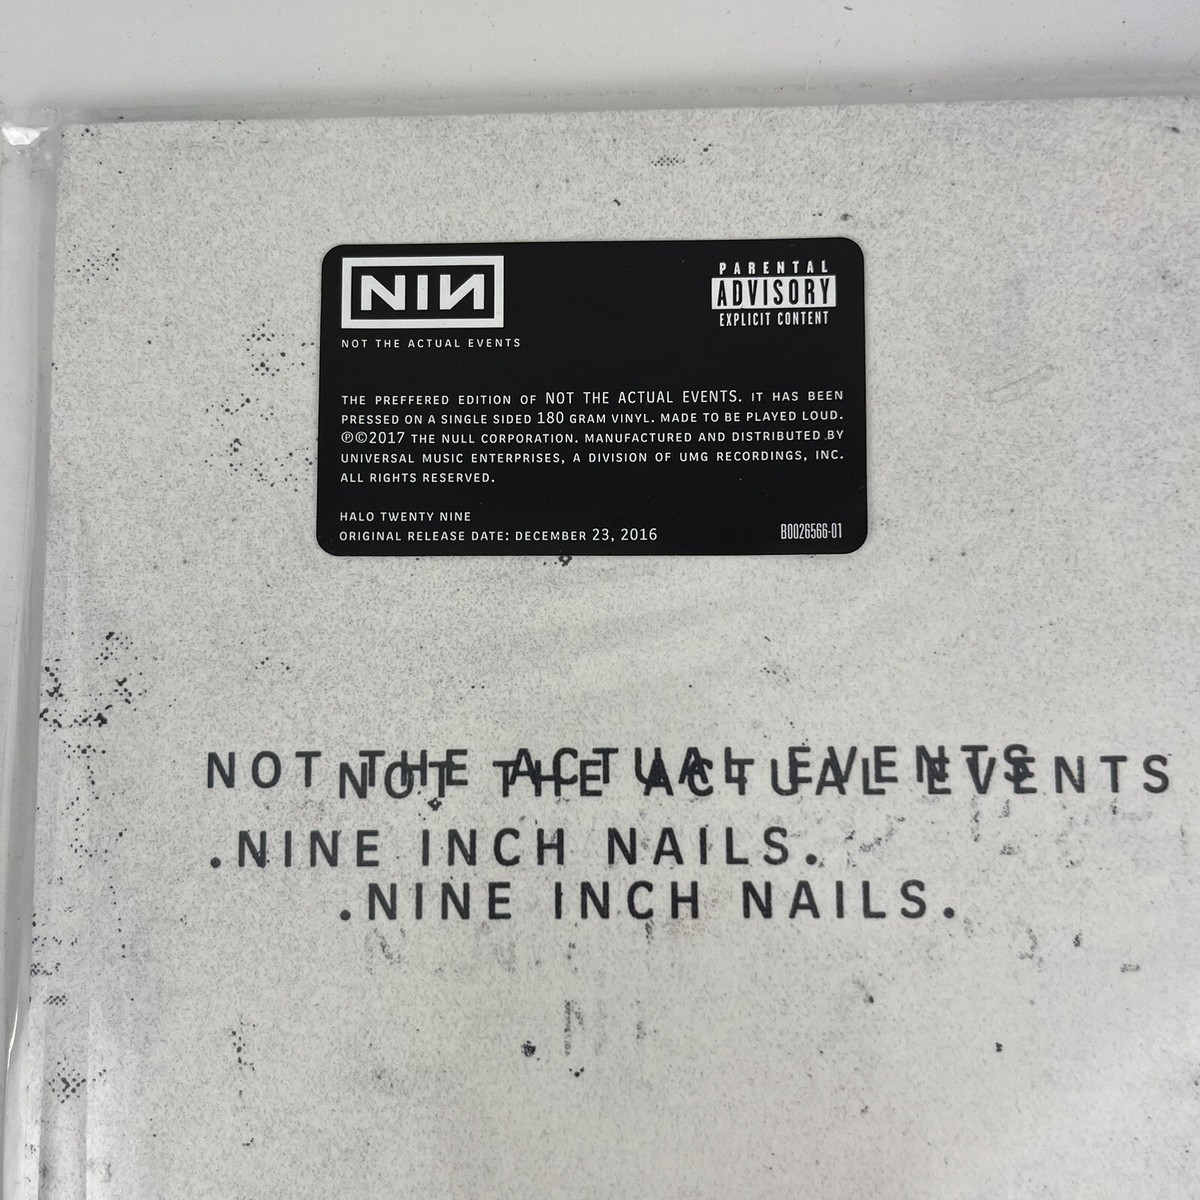 NIN
NOT THE ACTUAL EVENTS
PARENTAL
ADVISORY
EXPLICIT CONTENT
THE PREFFERED EDITION OF NOT THE ACTUAL EVENTS. IT HAS BEEN
PRESSED ON A SINGLE SIDED 180 GRAM VINYL. MADE TO BE PLAYED LOUD.
℗©2017 THE NULL CORPORATION. MANUFACTURED AND DISTRIBUTED BY
UNIVERSAL MUSIC ENTERPRISES, A DIVISION OF UMG RECORDINGS, INC.
ALL RIGHTS RESERVED.
HALO TWENTY NINE
ORIGINAL RELEASE DATE: DECEMBER 23, 2016
B0026566-01
NOT THE ACTUAL EVENTS
NOT THE ACTUAL EVENTS
.NINE INCH NAILS.
.NINE INCH NAILS.